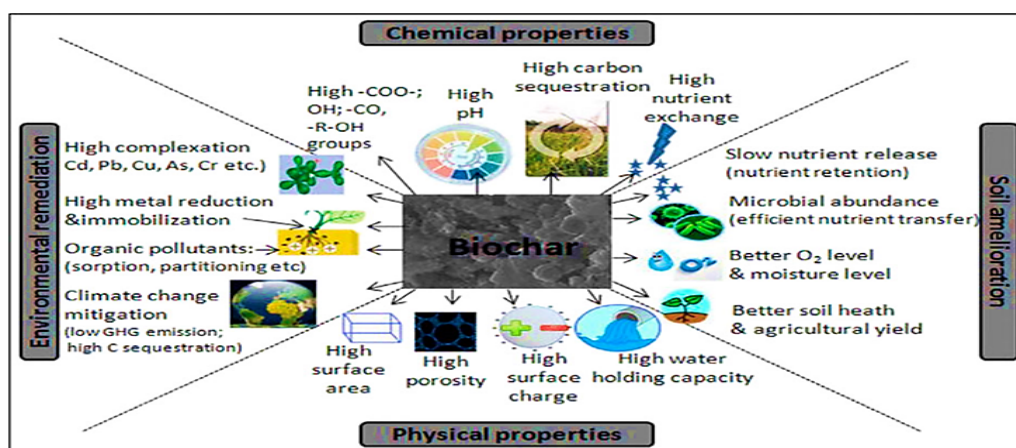 Chemical properties
High -COO-;
OH; -CO,
-R-OH
groups
High
pH
High carbon
sequestration
High
nutrient
exchange
Environmental remediation
High complexation
Cd, Pb, Cu, As, Cr etc.)
High metal reduction
&immobilization
Organic pollutants:
(sorption, partitioning etc)
Climate change
mitigation
(low GHG emission;
high C sequestration)
Biochar
Slow nutrient release
(nutrient retention)
Microbial abundance
(efficient nutrient transfer)
Better O₂ level
& moisture level
O₂
Better soil heath
& agricultural yield
Soil amelioration
High
surface
area
High
porosity
High
surface
charge
High water
holding capacity
Physical properties